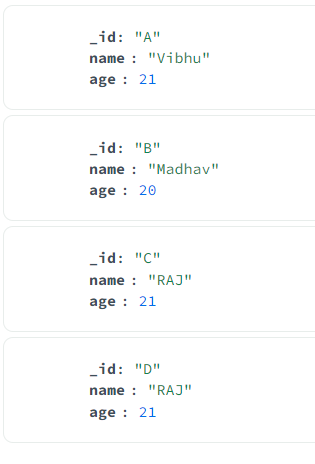 _id: "A"
name : "Vibhu"
age : 21
_id: "B"
name : "Madhav"
age : 20
_id: "C"
name : "RAJ"
age : 21
_id: "D"
name : "RAJ"
age : 21